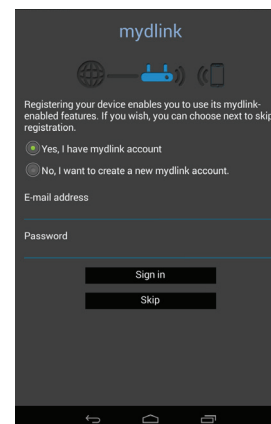 mydlink
Registering your device enables you to use its mydlink-
enabled features. If you wish, you can choose next to skip
registration.
Yes, I have mydlink account
No, I want to create a new mydlink account.
E-mail address
Password
Sign in
Skip